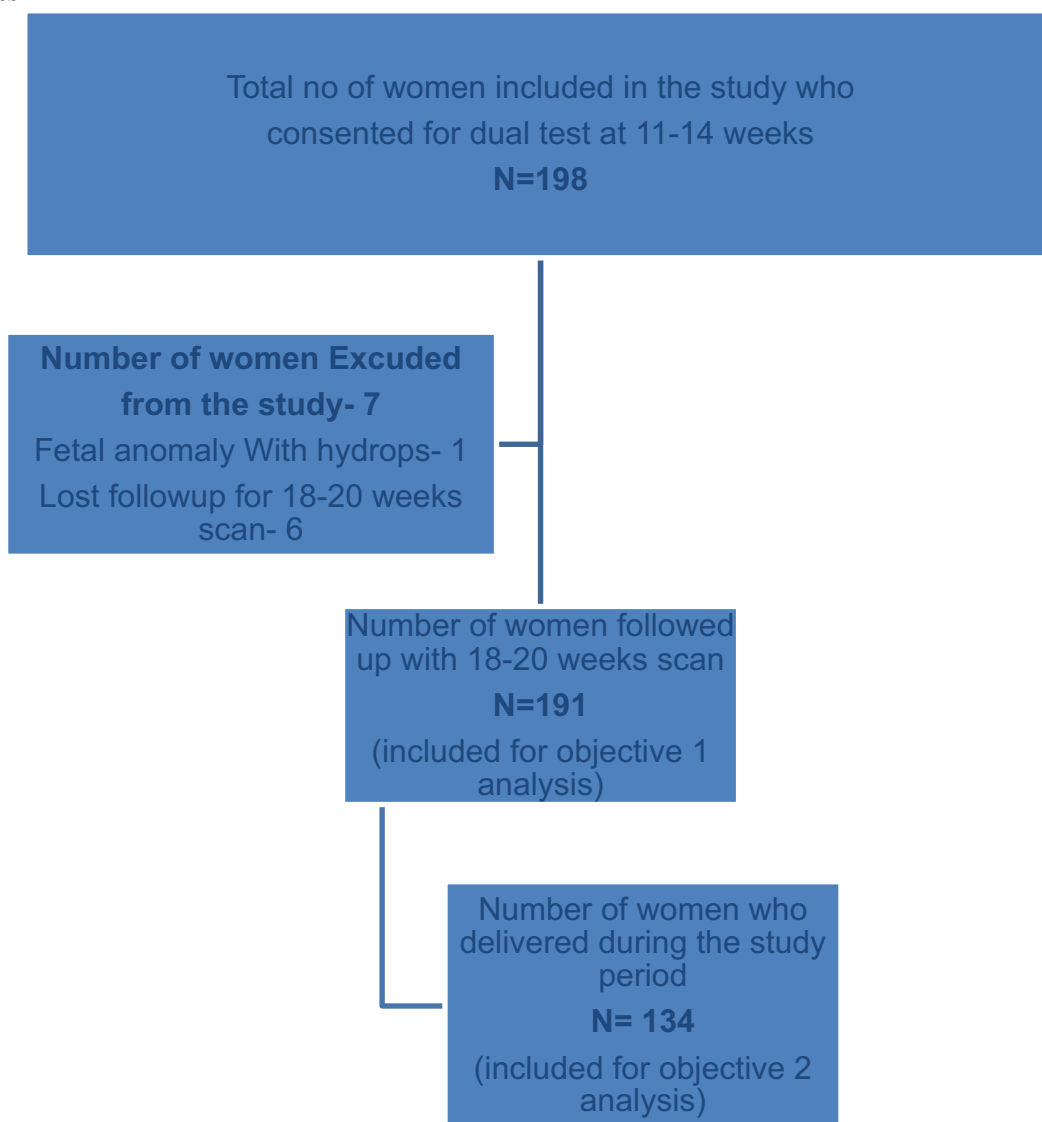 Total no of women included in the study who
consented for dual test at 11-14 weeks
N=198
Number of women Excuded
from the study- 7
Fetal anomaly With hydrops- 1
Lost followup for 18-20 weeks
scan- 6
Number of women followed
up with 18-20 weeks scan
N=191
(included for objective 1
analysis)
Number of women who
delivered during the study
period
N= 134
(included for objective 2
analysis)